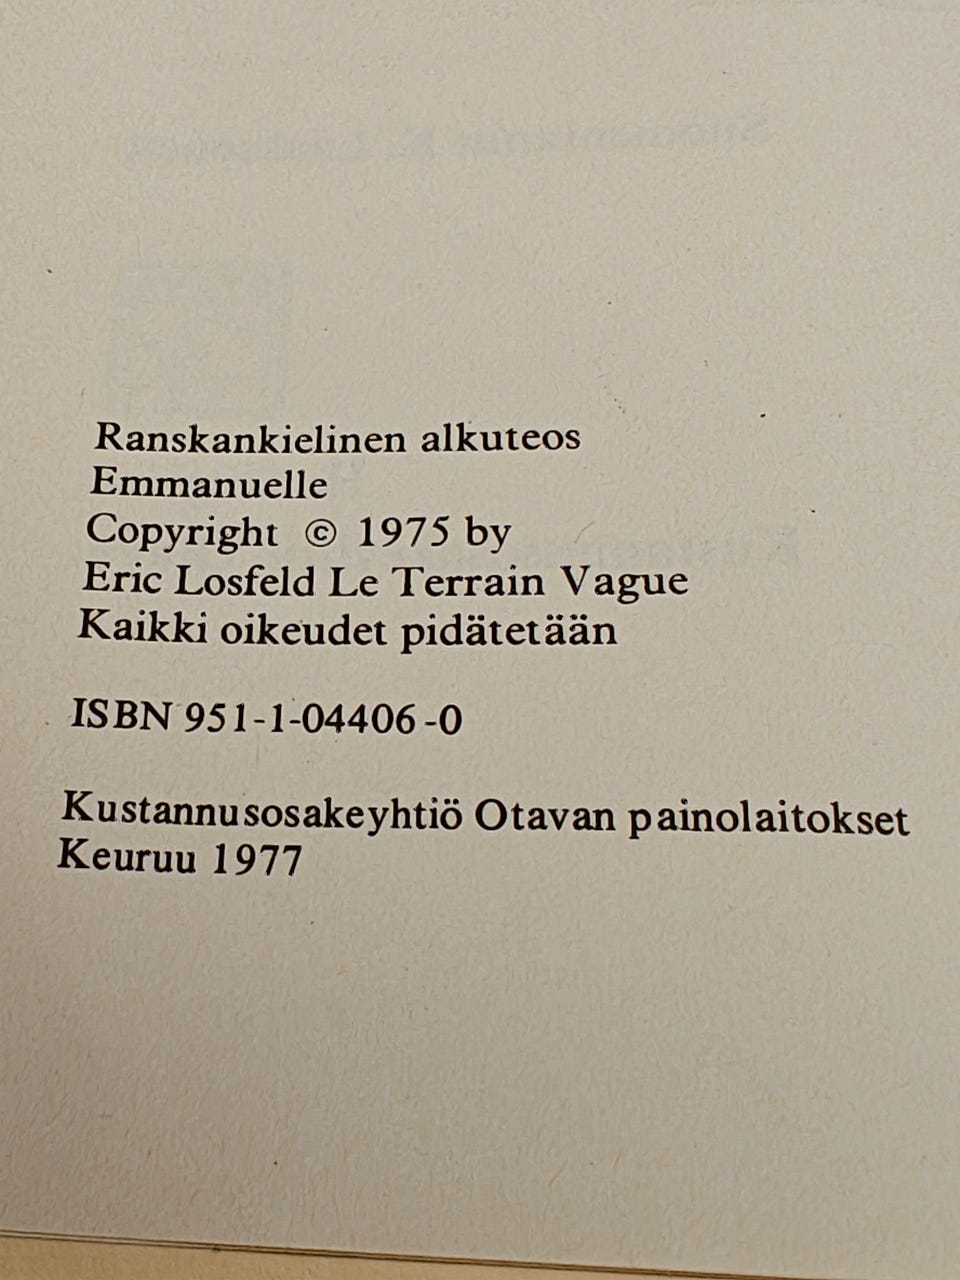 Ranskankielinen alkuteos
Emmanuelle
Copyright © 1975 by
Eric Losfeld Le Terrain Vague
Kaikki oikeudet pidätetään
ISBN 951-1-04406-0
Kustannusosakeyhtiö Otavan painolaitokset
Keuruu 1977